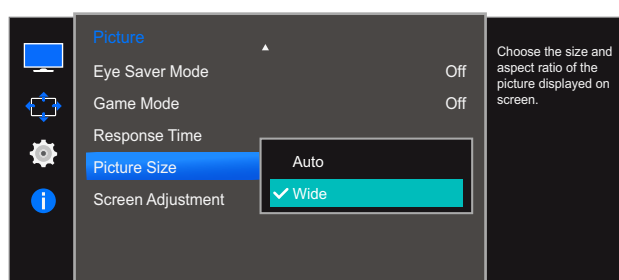 Picture
Eye Saver Mode Off
Game Mode Off
Response Time
Picture Size
Auto
Wide
Screen Adjustment
Choose the size and
aspect ratio of the
picture displayed on
screen.